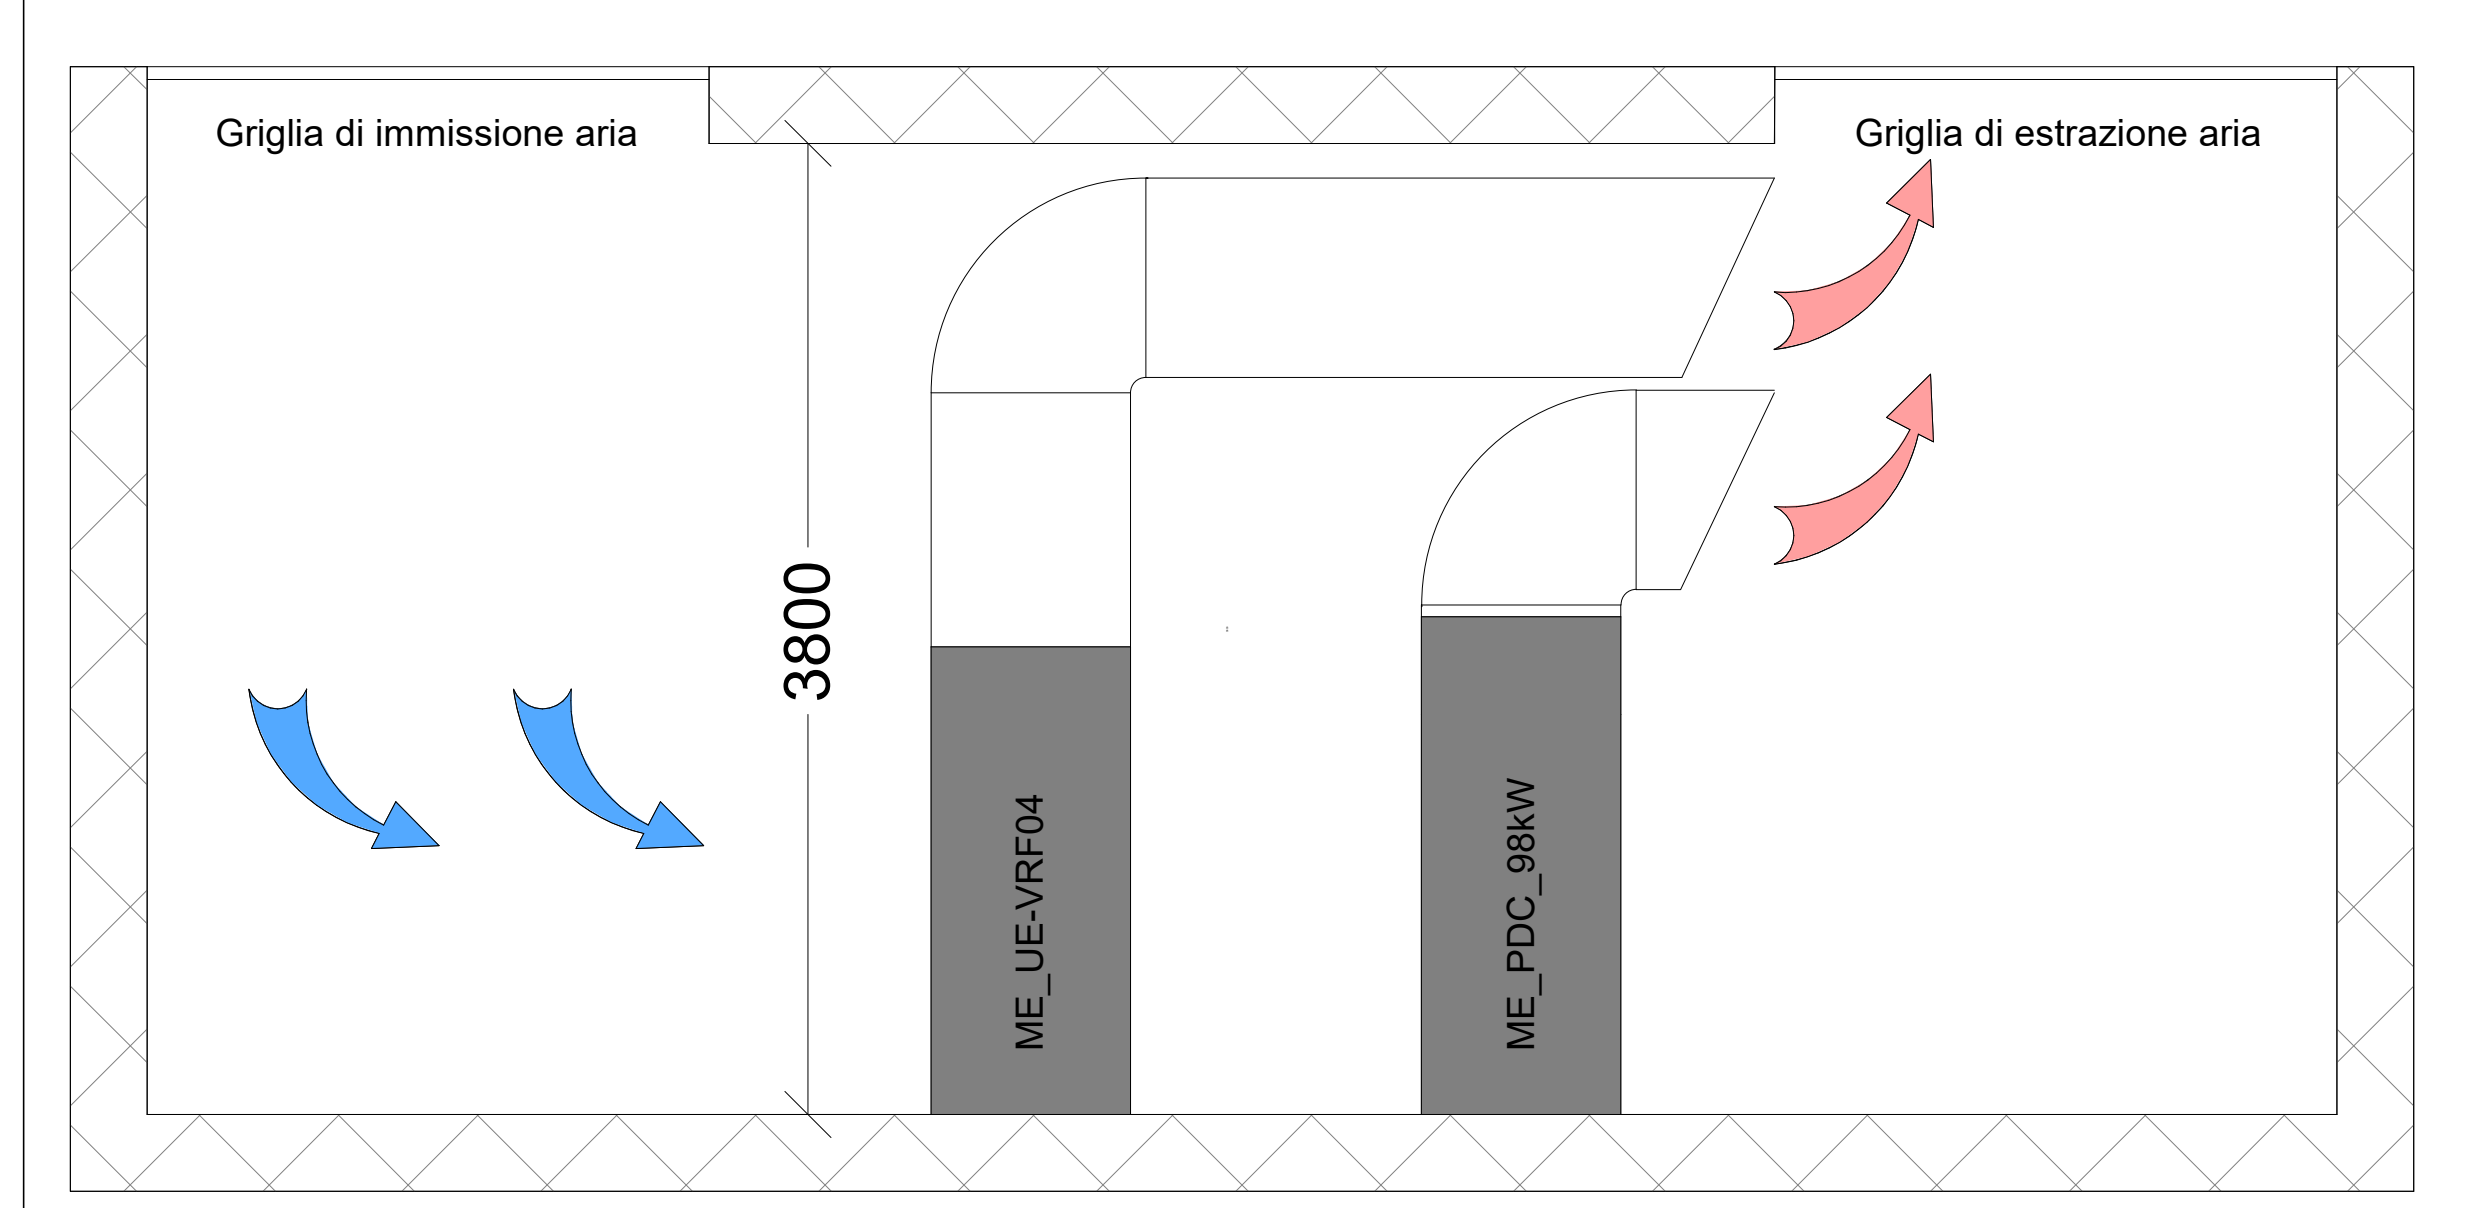 Griglia di immissione aria
Griglia di estrazione aria
3800
ME_UE-VRF04
ME_PDC_98kW